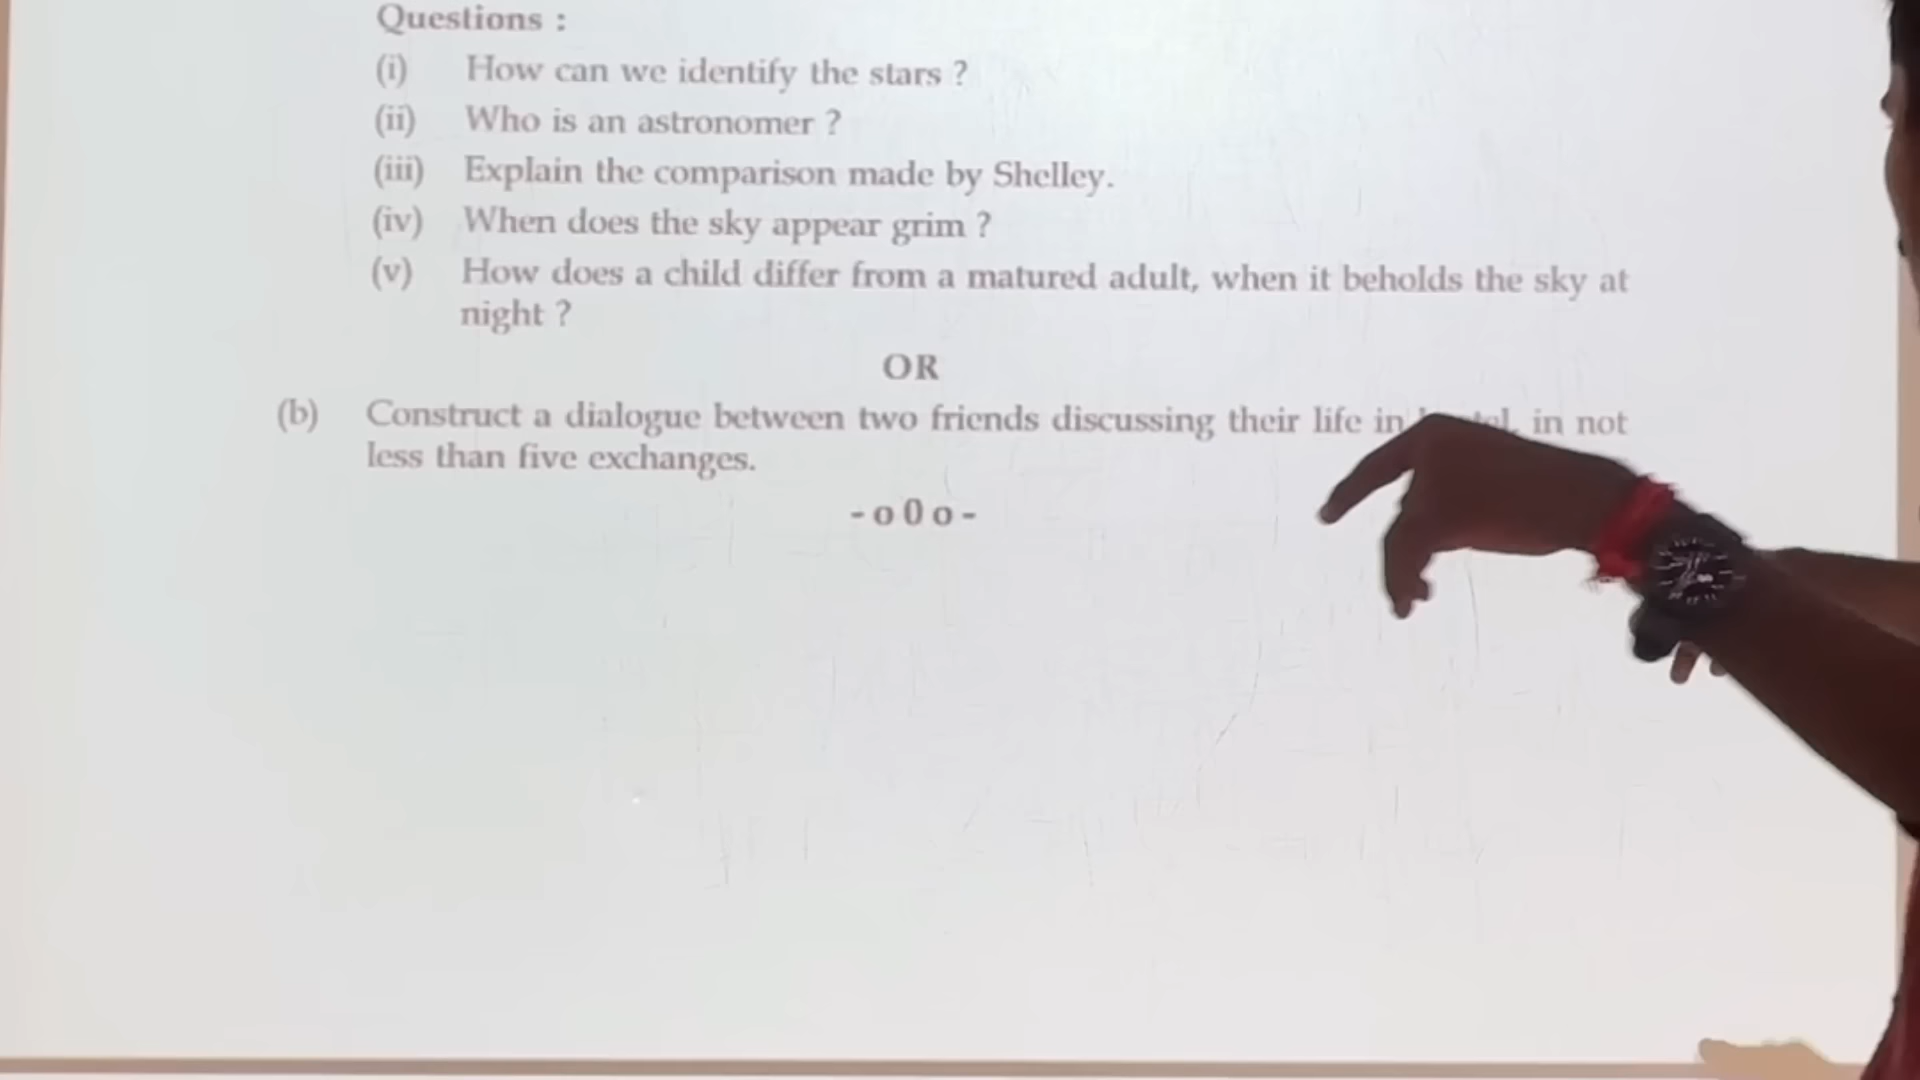 Questions :
(i) How can we identify the stars ?
(ii) Who is an astronomer ?
(iii) Explain the comparison made by Shelley.
(iv) When does the sky appear grim ?
(v) How does a child differ from a matured adult, when it beholds the sky at
night ?
OR
(b) Construct a dialogue between two friends discussing their life in in not
less than five exchanges.
-o0o-